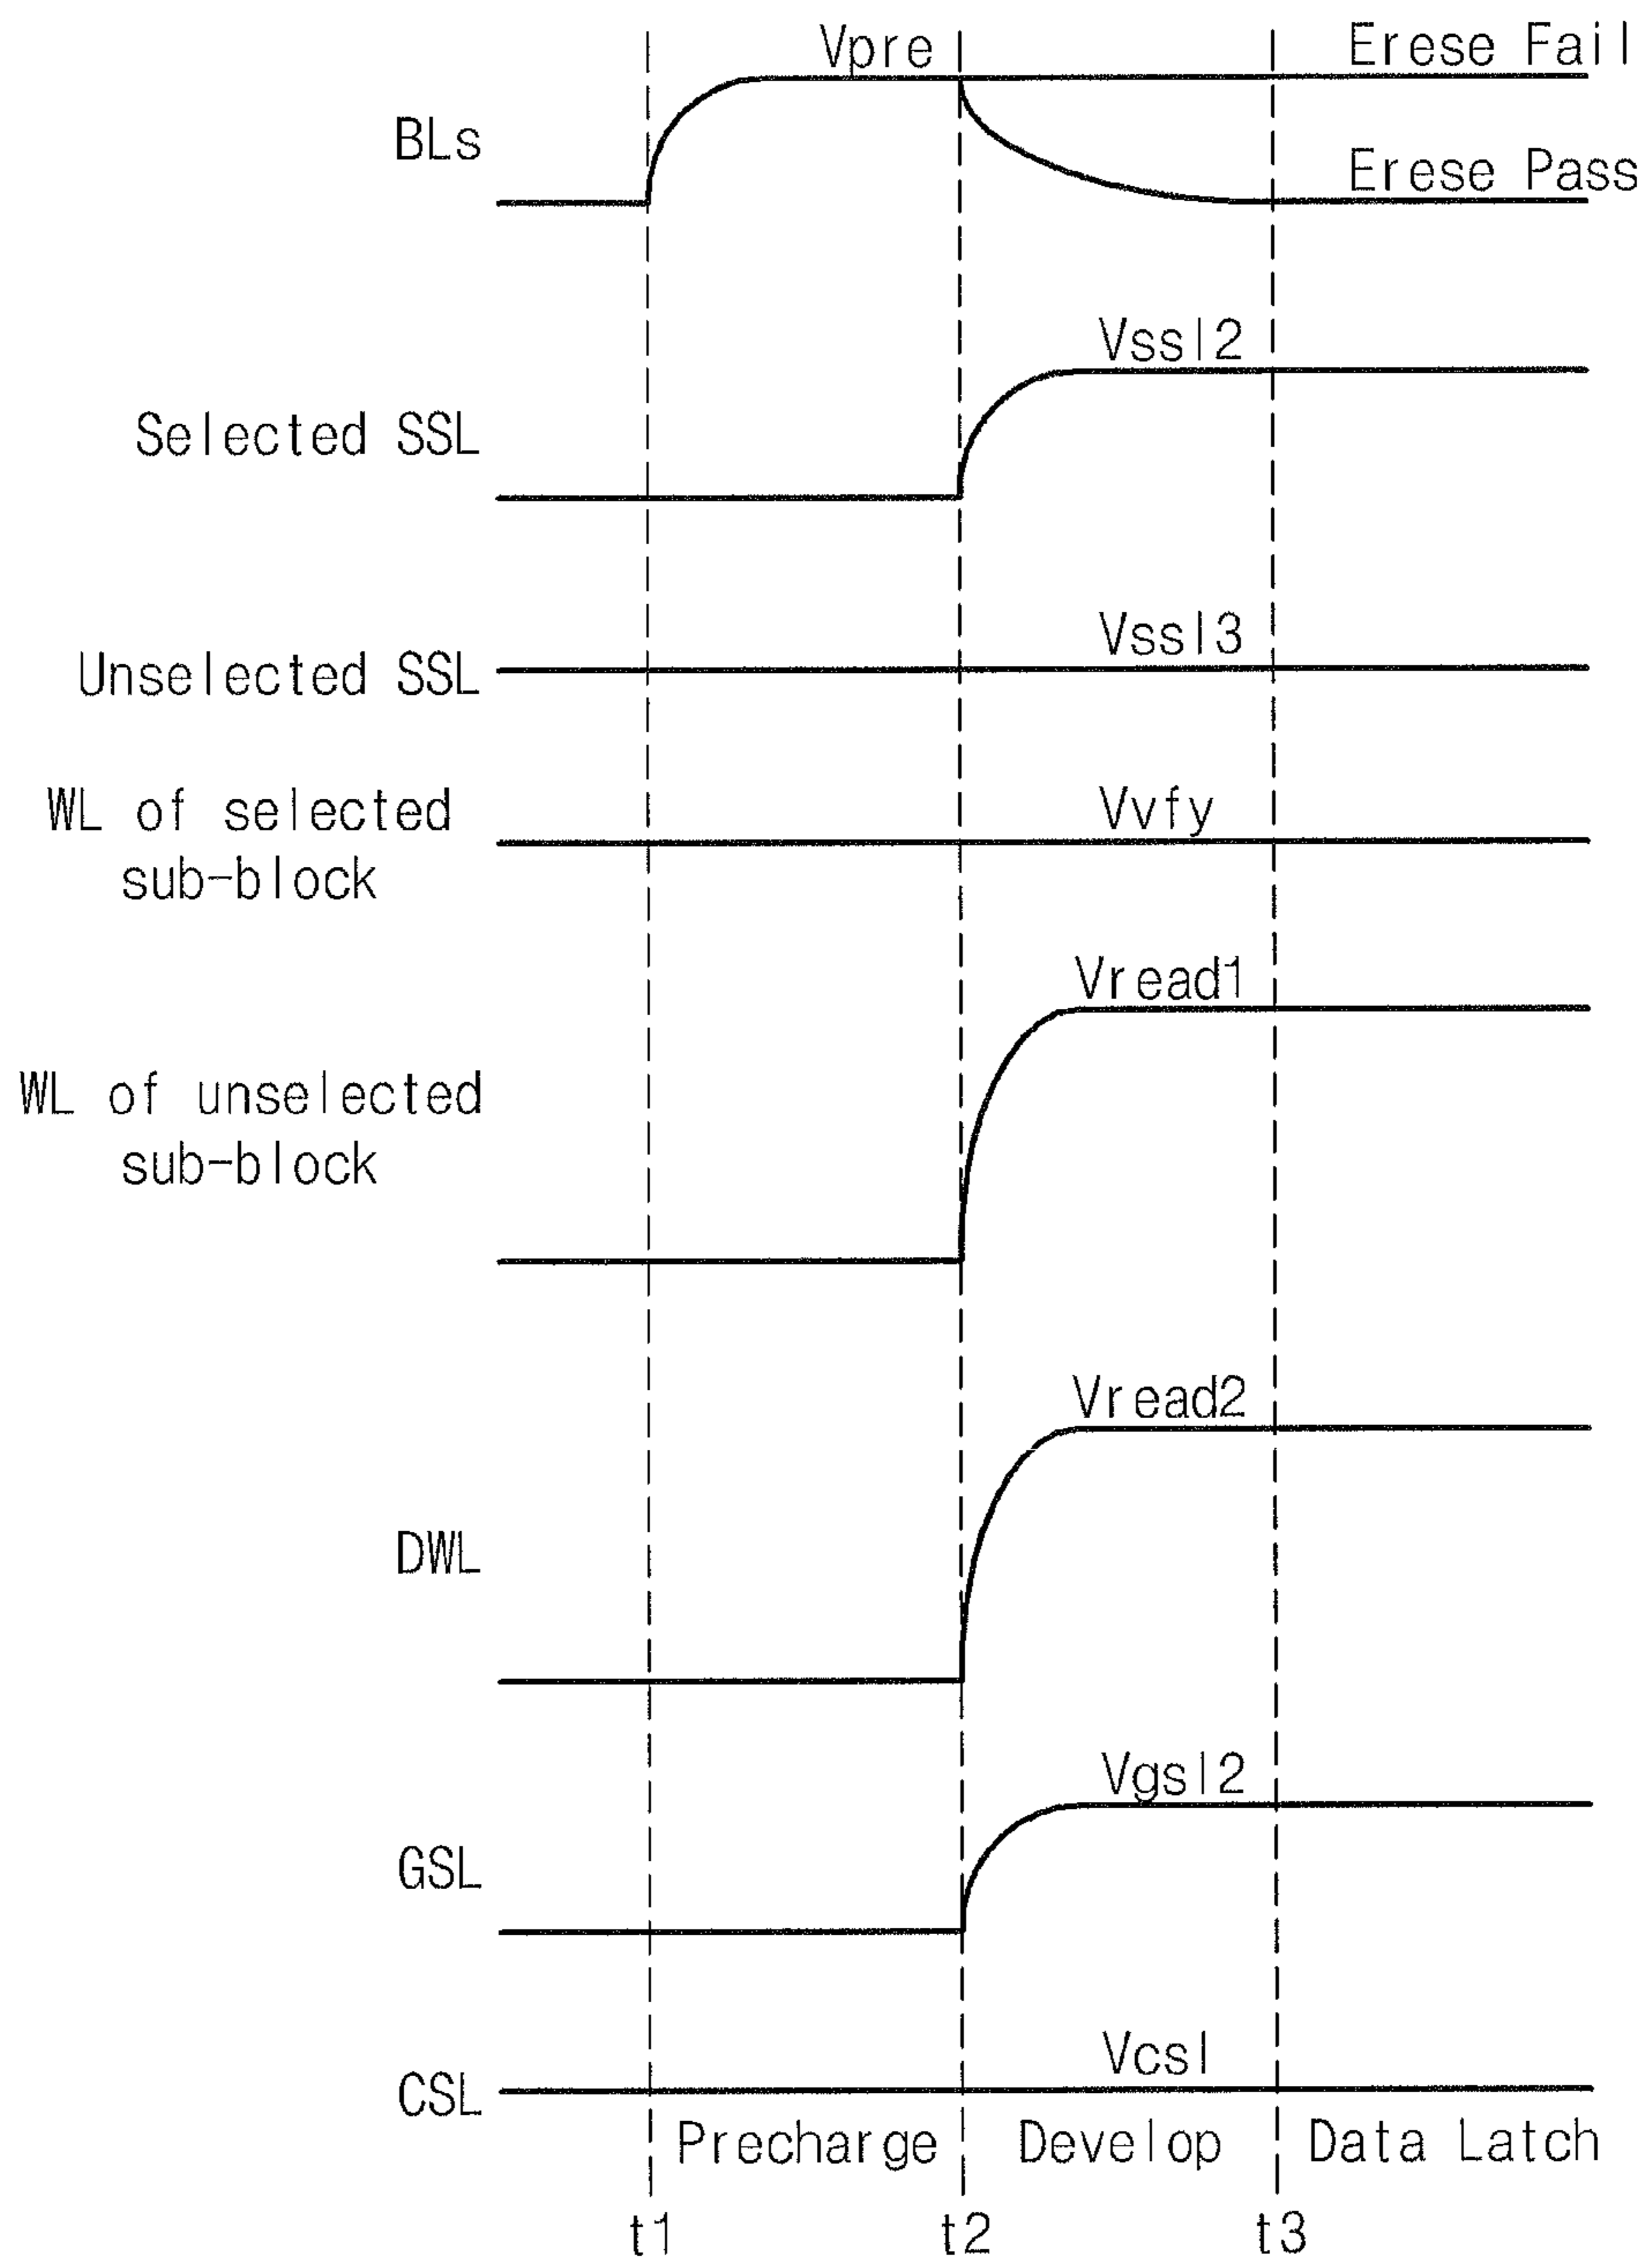 Vpre
Erese Fail
BLs
Erese Pass
Vssl2
Selected SSL
Vssl3
Unselected SSL
WL of selected
sub-block
Vvfy
Vread1
WL of unselected
sub-block
Vread2
DWL
Vgsl2
GSL
Vcsl
CSL
Precharge
Develop
Data Latch
t1
t2
t3